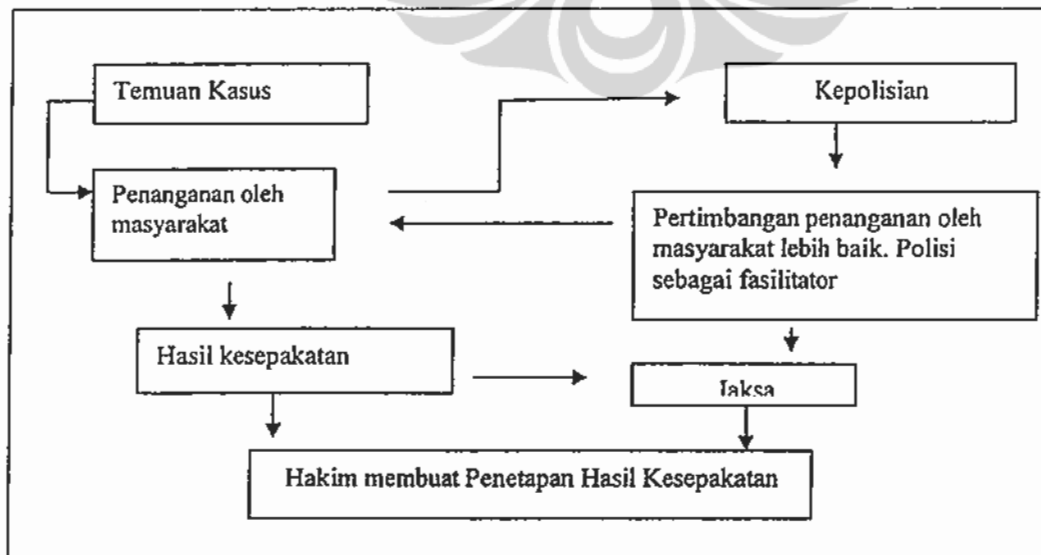 Temuan Kasus
Kepolisian
Penanganan oleh
masyarakat
Pertimbangan penanganan oleh
masyarakat lebih baik. Polisi
sebagai fasilitator
Hasil kesepakatan
Jaksa
Hakim membuat Penetapan Hasil Kesepakatan